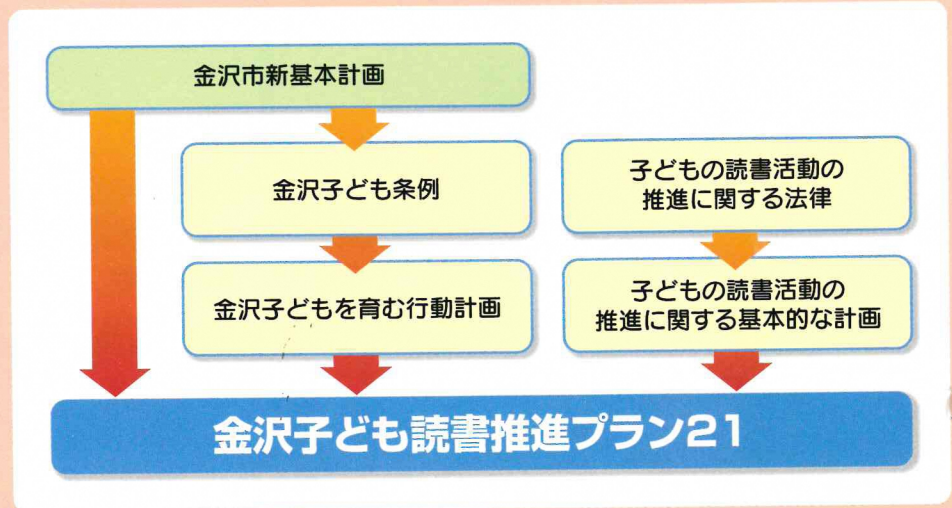 金沢市新基本計画
金沢子ども条例
金沢子どもを育む行動計画
子どもの読書活動の
推進に関する法律
子どもの読書活動の
推進に関する基本的な計画
金沢子ども読書推進プラン21